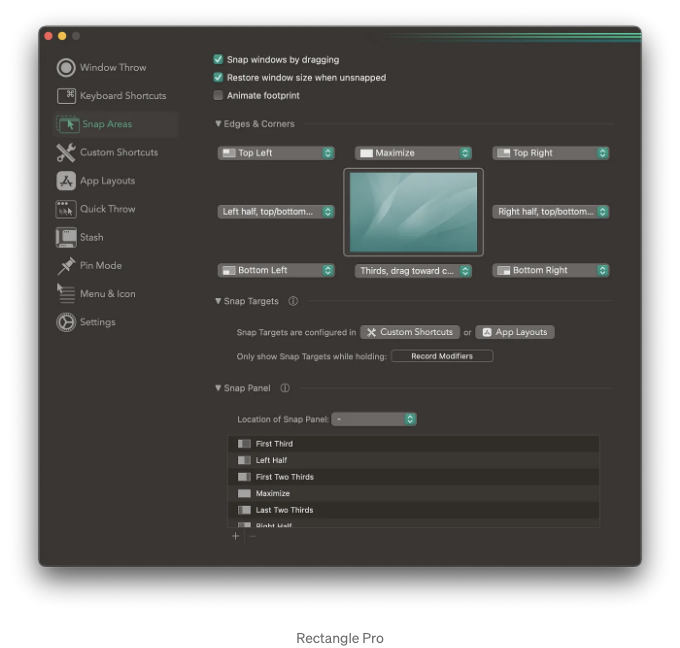 Window Throw
Keyboard Shortcuts
Snap Areas
Custom Shortcuts
App Layouts
Quick Throw
Stash
Pin Mode
Menu & Icon
Settings
Snap windows by dragging
Restore window size when unsnapped
Animate footprint
Edges & Corners
Top Left
Maximize
Top Right
Left half, top/bottom...
Right half, top/bottom...
Bottom Left
Thirds, drag toward c...
Bottom Right
Snap Targets
Snap Targets are configured in Custom Shortcuts or App Layouts
Only show Snap Targets while holding: Record Modifiers
Snap Panel
Location of Snap Panel: -
First Third
Left Half
First Two Thirds
Maximize
Last Two Thirds
Right Half
+ -
Rectangle Pro